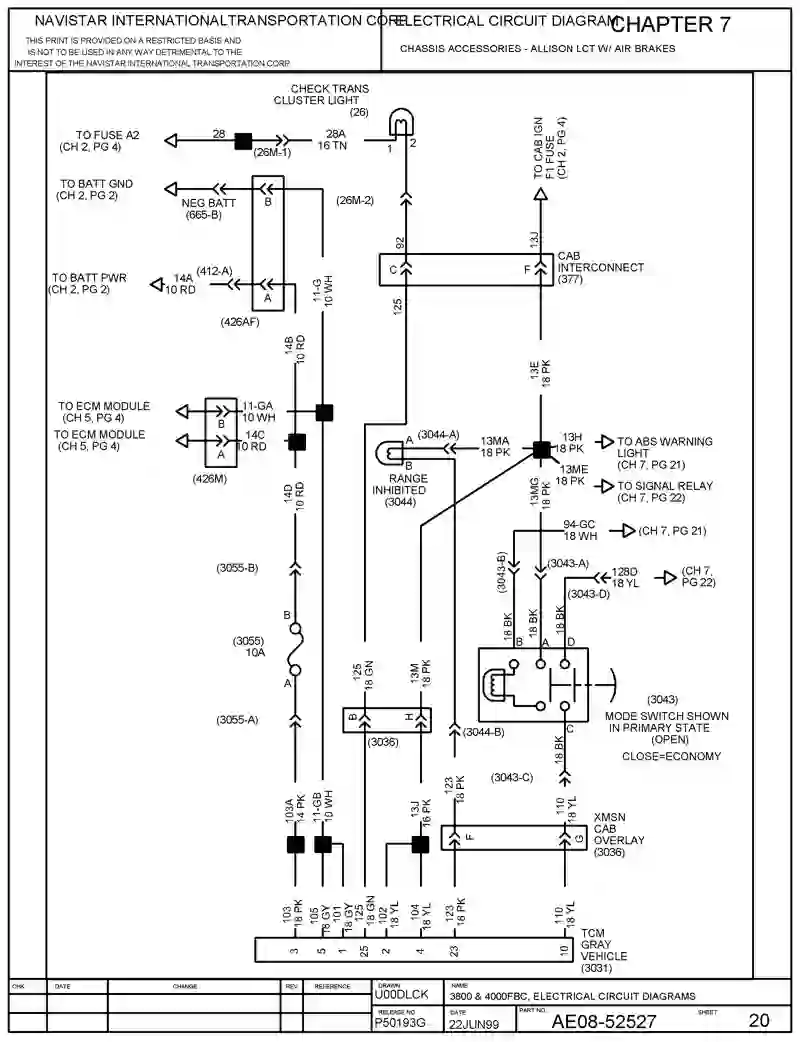 NAVISTAR INTERNATIONALTRANSPORTATION CORP.
THIS PRINT IS PROVIDED ON A RESTRICTED BASIS AND
IS NOT TO BE USED IN ANY WAY DETRIMENTAL TO THE
INTEREST OF THE NAVISTAR INTERNATIONAL TRANSPORTATION CORP.
ELECTRICAL CIRCUIT DIAGRAM
CHAPTER 7
CHASSIS ACCESSORIES - ALLISON LCT W/ AIR BRAKES
CHECK TRANS
CLUSTER LIGHT
(26)
TO FUSE A2
(CH 2, PG 4)
28
(26M-1)
28A
16 TN
1
2
TO CAB IGN
F1 FUSE
(CH 2, PG 4)
TO BATT GND
(CH 2, PG 2)
NEG BATT
(665-B)
B
(26M-2)
92
13J
TO BATT PWR
(CH 2, PG 2)
14A
10 RD
(412-A)
A
(426AF)
11-G
10 WH
C
F
CAB
INTERCONNECT
(377)
125
14B
10 RD
13E
18 PK
TO ECM MODULE
(CH 5, PG 4)
TO ECM MODULE
(CH 5, PG 4)
B
A
(426M)
11-GA
10 WH
14C
10 RD
A
B
(3044-A)
RANGE
INHIBITED
(3044)
13MA
18 PK
13H
18 PK
TO ABS WARNING
LIGHT
(CH 7, PG 21)
13ME
18 PK
TO SIGNAL RELAY
(CH 7, PG 22)
14D
10 RD
13MG
18 PK
94-GC
18 WH
(CH 7, PG 21)
(3055-B)
(3043-B)
(3043-A)
128D
18 YL
(CH 7,
PG 22)
(3043-D)
B
(3055)
10A
A
18 BK
18 BK
18 BK
B
A
D
125
18 GN
13M
18 PK
(3043)
MODE SWITCH SHOWN
IN PRIMARY STATE
(OPEN)
CLOSE=ECONOMY
(3055-A)
B
H
(3036)
(3044-B)
C
18 BK
(3043-C)
103A
14 PK
11-GB
10 WH
13J
16 PK
123
18 PK
110
18 YL
F
G
XMSN
CAB
OVERLAY
(3036)
103
18 PK
105
18 GY
101
18 GY
125
18 GN
102
18 YL
104
18 YL
123
18 PK
110
18 YL
3
5
1
25
2
4
23
10
TCM
GRAY
VEHICLE
(3031)
CHK
DATE
CHANGE
REV
REFERENCE
DRAWN
U00DLCK
NAME
3800 & 4000FBC, ELECTRICAL CIRCUIT DIAGRAMS
RELEASE NO
P50193G
DATE
22JUN99
PART NO.
AE08-52527
SHEET
20